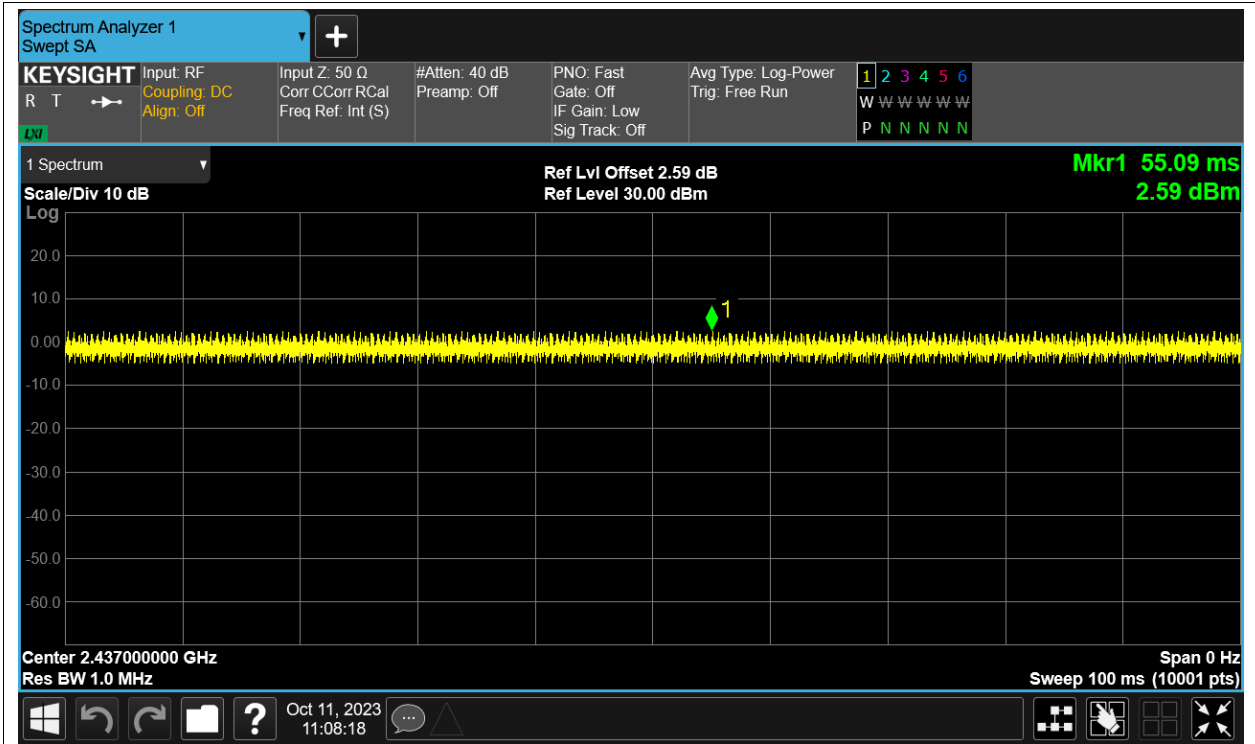 Spectrum Analyzer 1
Swept SA
KEYSIGHT
R T
LXI
Input: RF
Coupling: DC
Align: Off
Input Z: 50 Ω
Corr CCorr RCal
Freq Ref: Int (S)
#Atten: 40 dB
Preamp: Off
PNO: Fast
Gate: Off
IF Gain: Low
Sig Track: Off
Avg Type: Log-Power
Trig: Free Run
1 2 3 4 5 6
W W W W W W
P N N N N N
1 Spectrum
Scale/Div 10 dB
Log
Ref Lvl Offset 2.59 dB
Ref Level 30.00 dBm
Mkr1 55.09 ms
2.59 dBm
20.0
10.0
1
0.00
-10.0
-20.0
-30.0
-40.0
-50.0
-60.0
Center 2.437000000 GHz
Res BW 1.0 MHz
Span 0 Hz
Sweep 100 ms (10001 pts)
?
Oct 11, 2023
11:08:18